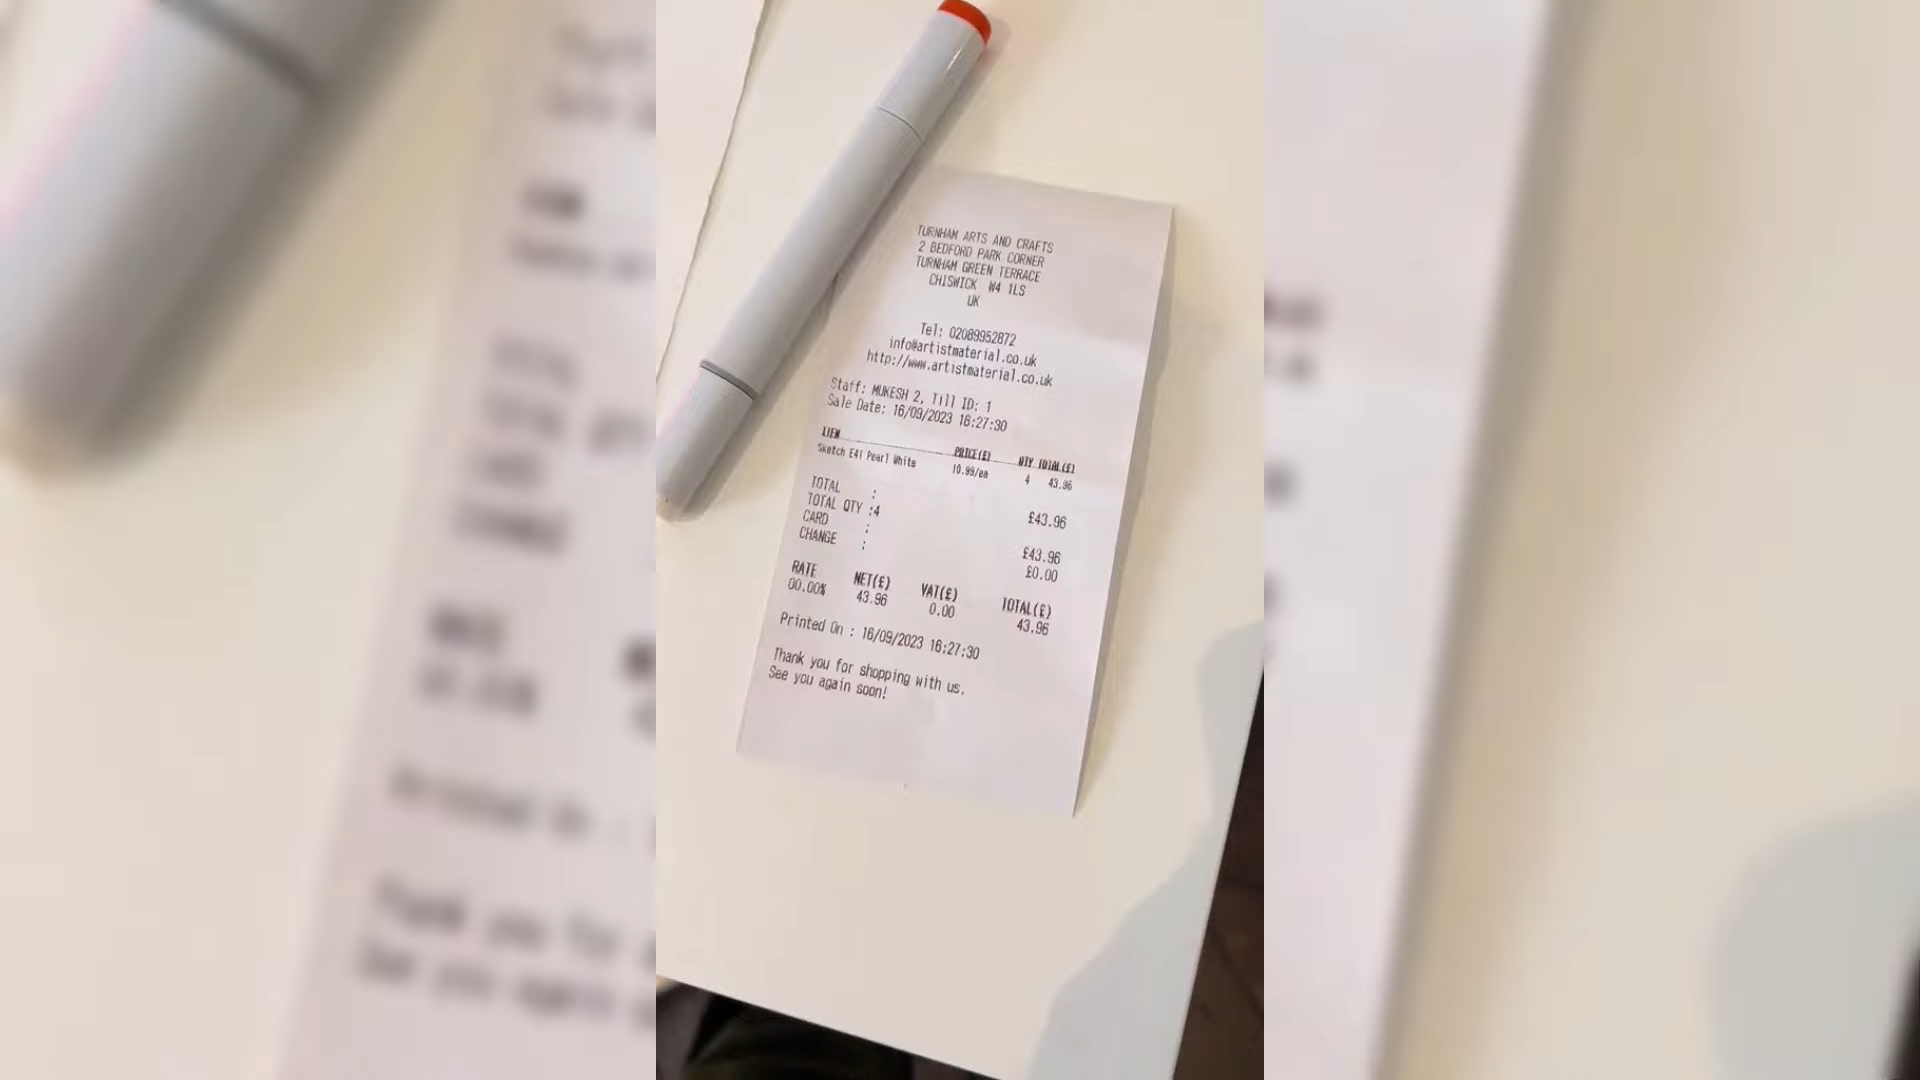 TURNHAM ARTS AND CRAFTS
2 BEDFORD PARK CORNER
TURNHAM GREEN TERRACE
CHISWICK W4 1LS
UK
Tel: 02089952872
info@artistmaterial.co.uk
http://www.artistmaterial.co.uk
Staff: MUKESH 2, Till ID: 1
Sale Date: 16/09/2023 16:27:30
ITEM PRICE(£) QTY TOTAL(£)
Sketch E41 Pearl White 10.99/ea 4 43.96
TOTAL : £43.96
TOTAL QTY :4
CARD : £43.96
CHANGE : £0.00
RATE NET(£) VAT(£) TOTAL(£)
00.00% 43.96 0.00 43.96
Printed On : 16/09/2023 16:27:30
Thank you for shopping with us.
See you again soon!